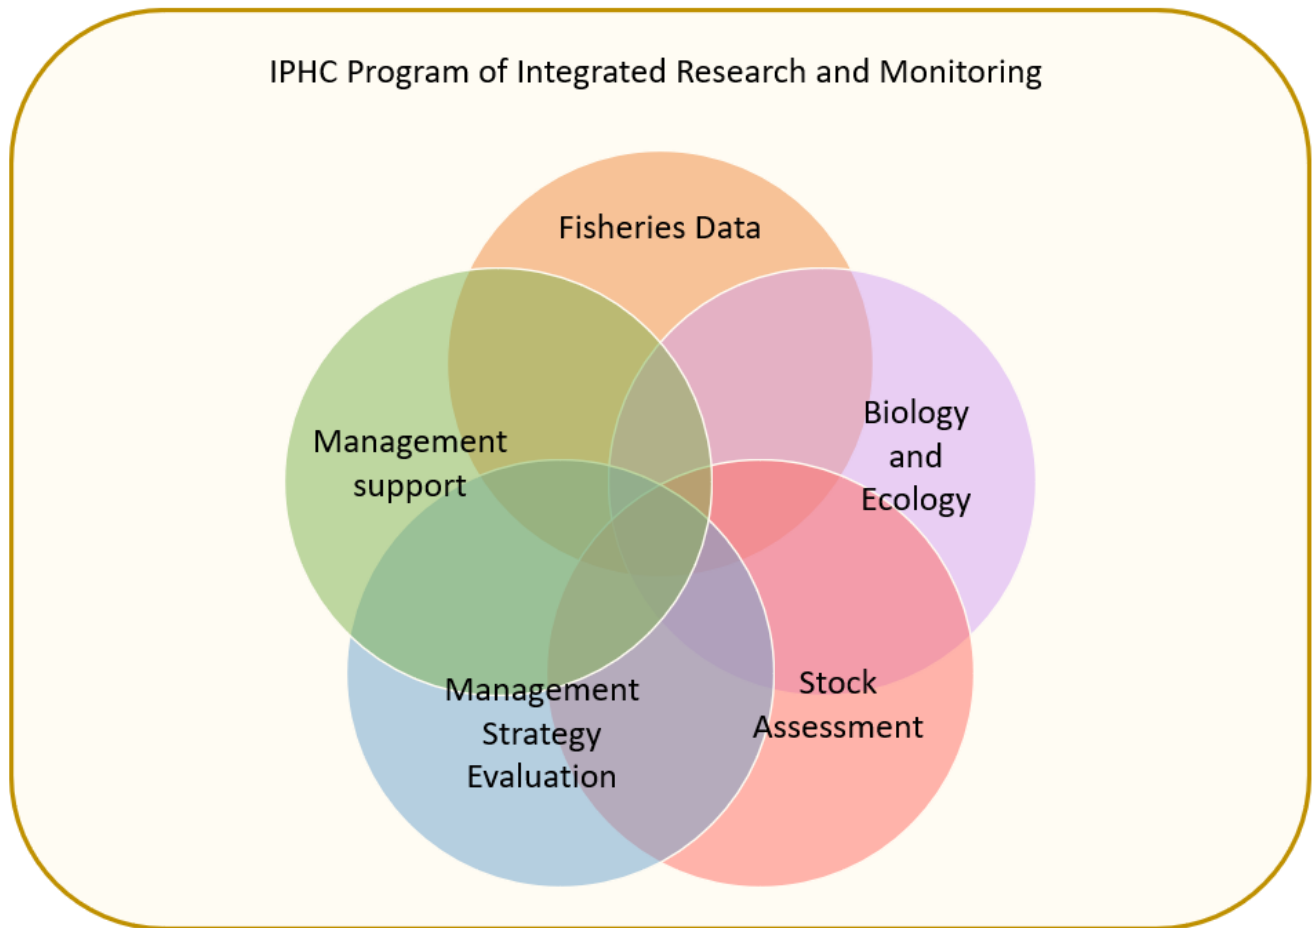 IPHC Program of Integrated Research and Monitoring
Fisheries Data
Biology
and
Ecology
Management
support
Stock
Assessment
Management
Strategy
Evaluation